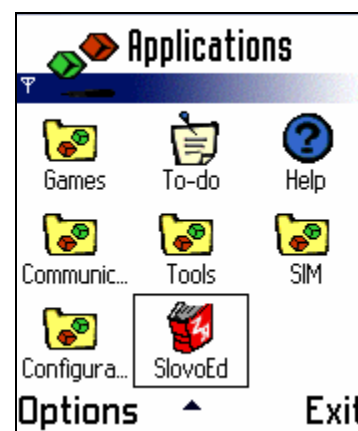 Applications
Games To-do Help
Communic... Tools SIM
Configura... SlovoEd
Options Exit